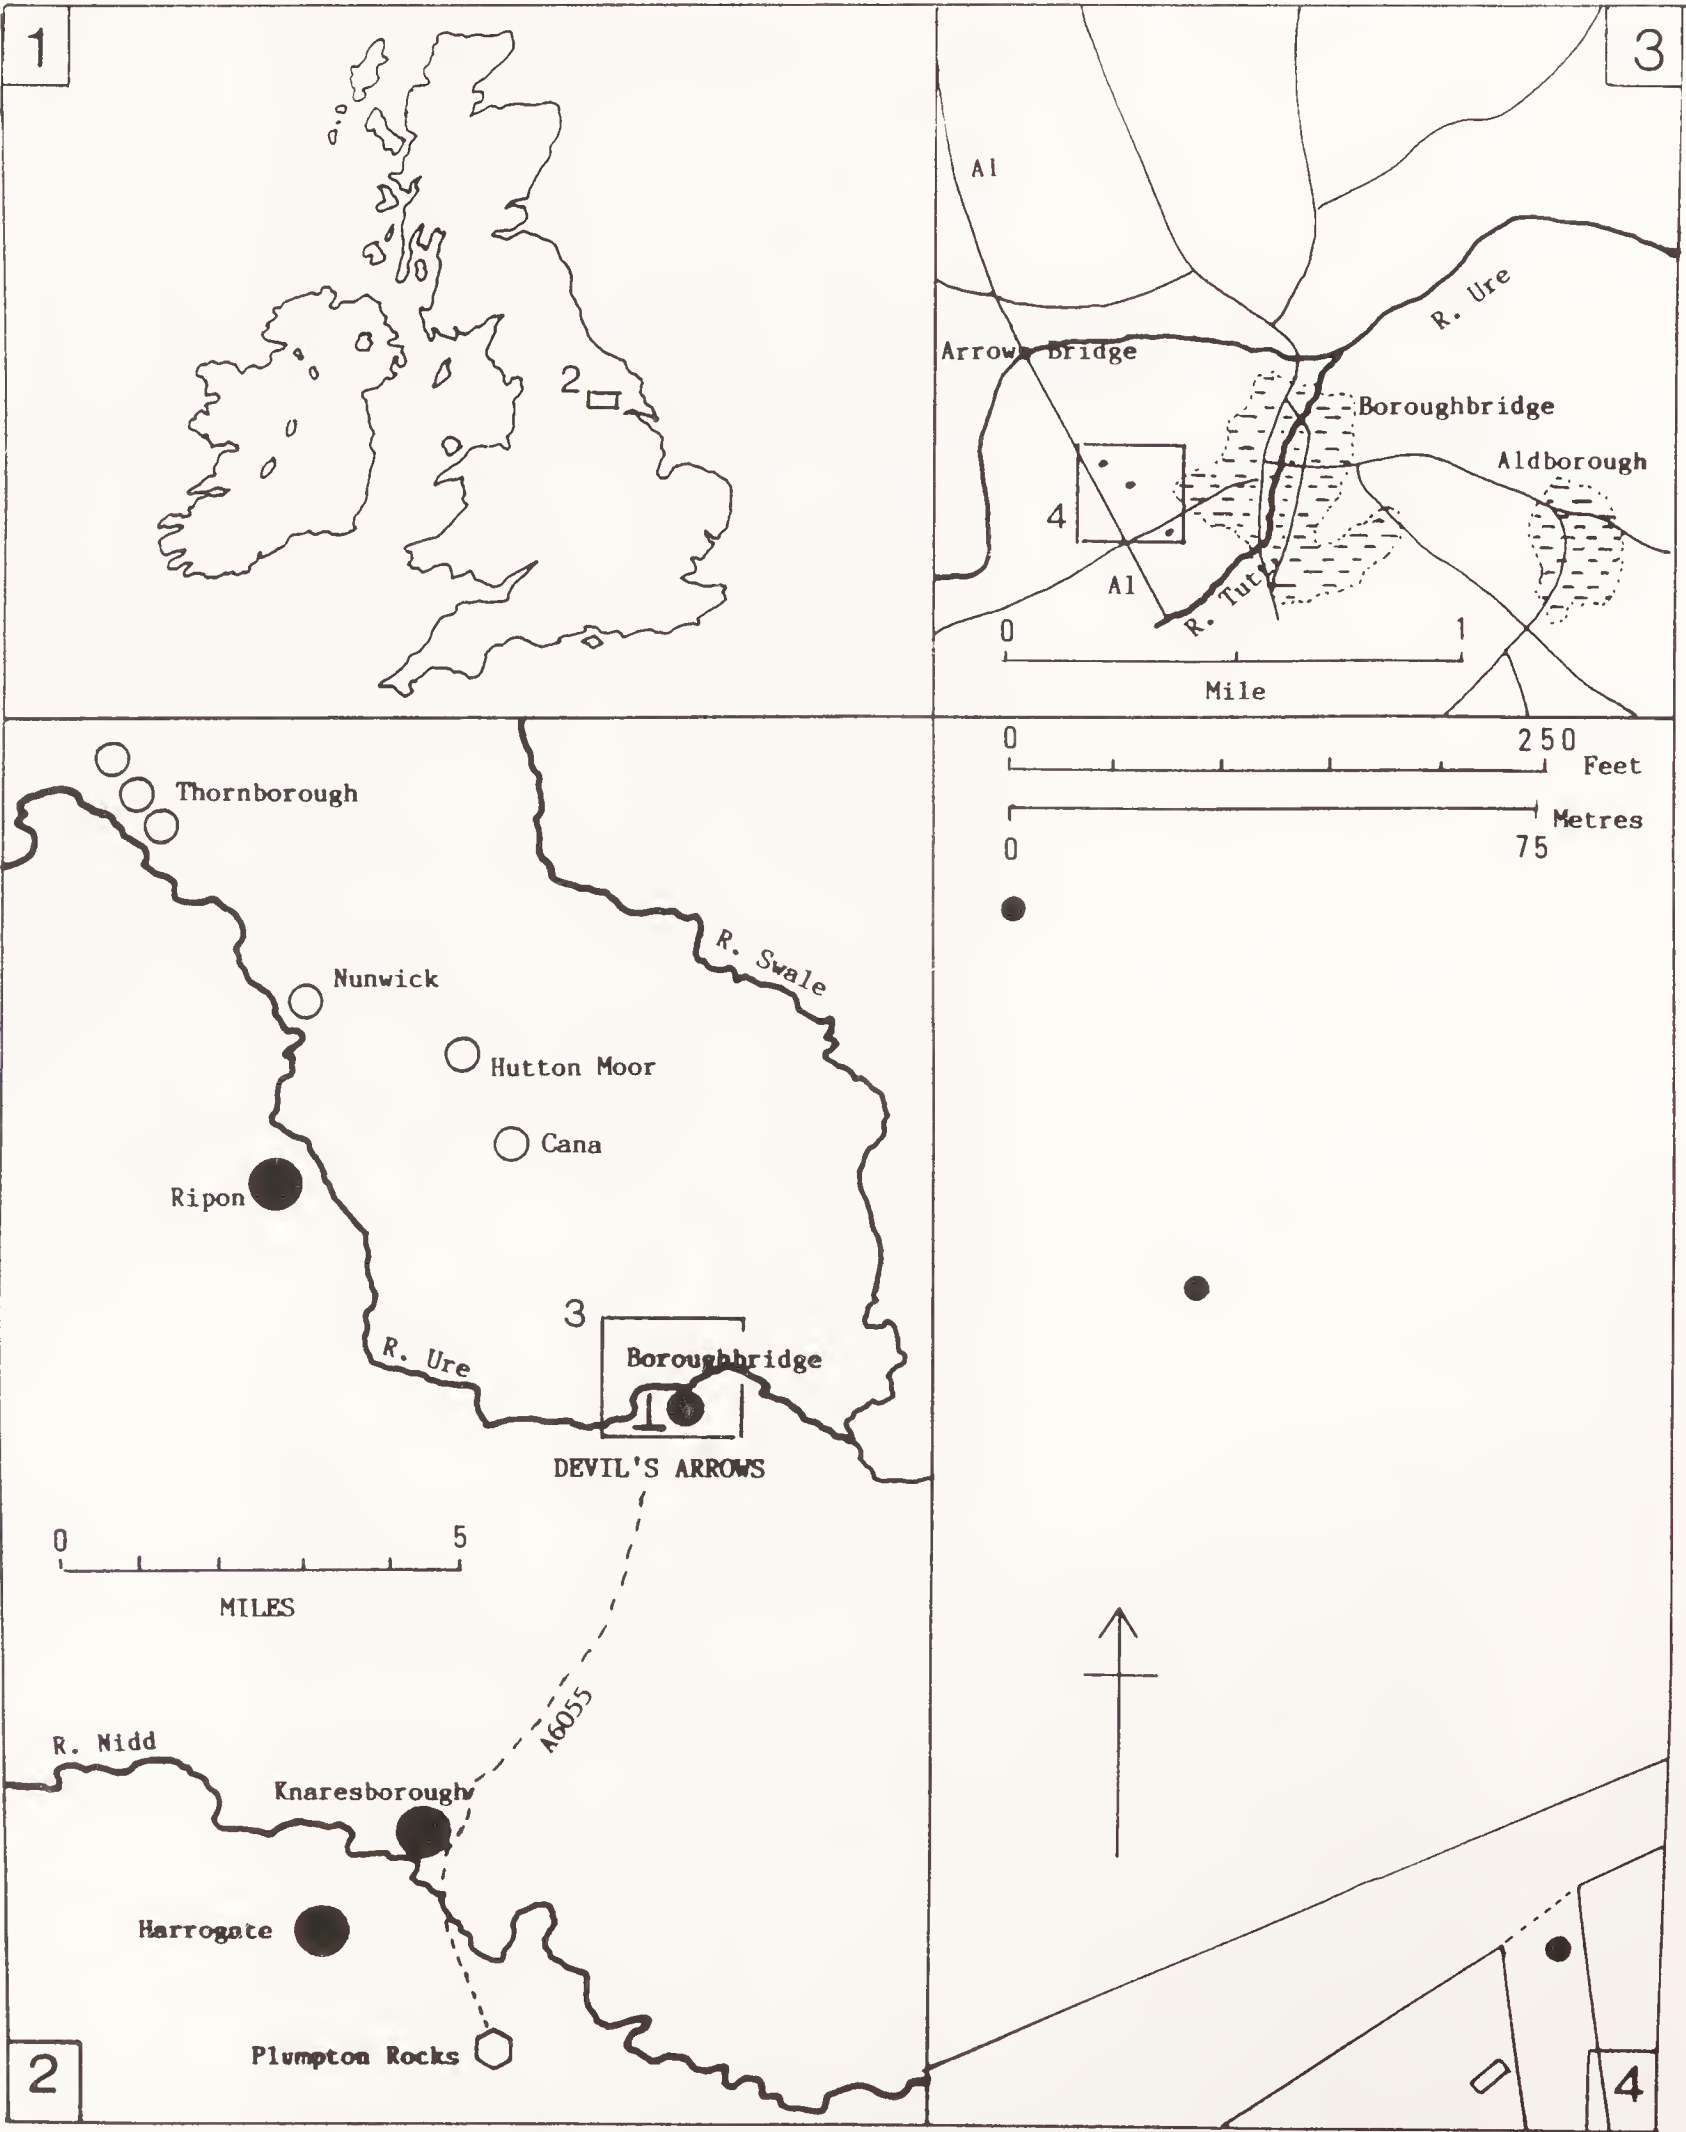 1
2
3
A1
R. Ure
Arrows Bridge
Boroughbridge
Aldborough
4
A1
R. Tutt
0 1
Mile
Thornborough
R. Swale
Nunwick
Hutton Moor
Cana
Ripon
3
R. Ure
Boroughbridge
DEVIL'S ARROWS
0 5
MILES
A6055
R. Nidd
Knaresborough
Harrogate
Plumpton Rocks
2
0 250
Feet
Metres
0 75
4